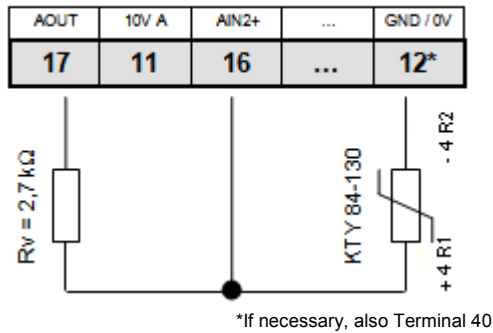 AOUT 10V A AIN2+ ... GND / 0V
17 11 16 ... 12*
Rv = 2,7 kΩ
KTY 84-130
- 4 R2
+ 4 R1
*If necessary, also Terminal 40